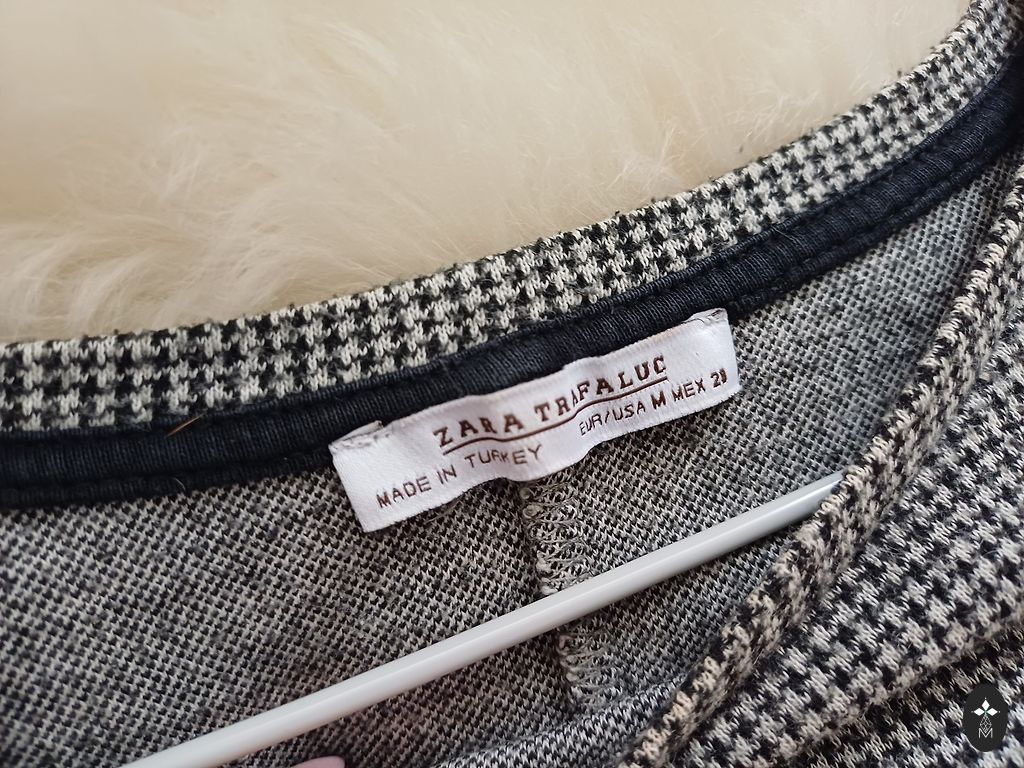 ZARA TRAFALUC
MADE IN TURKEY
EUR/USA M MEX 28
M